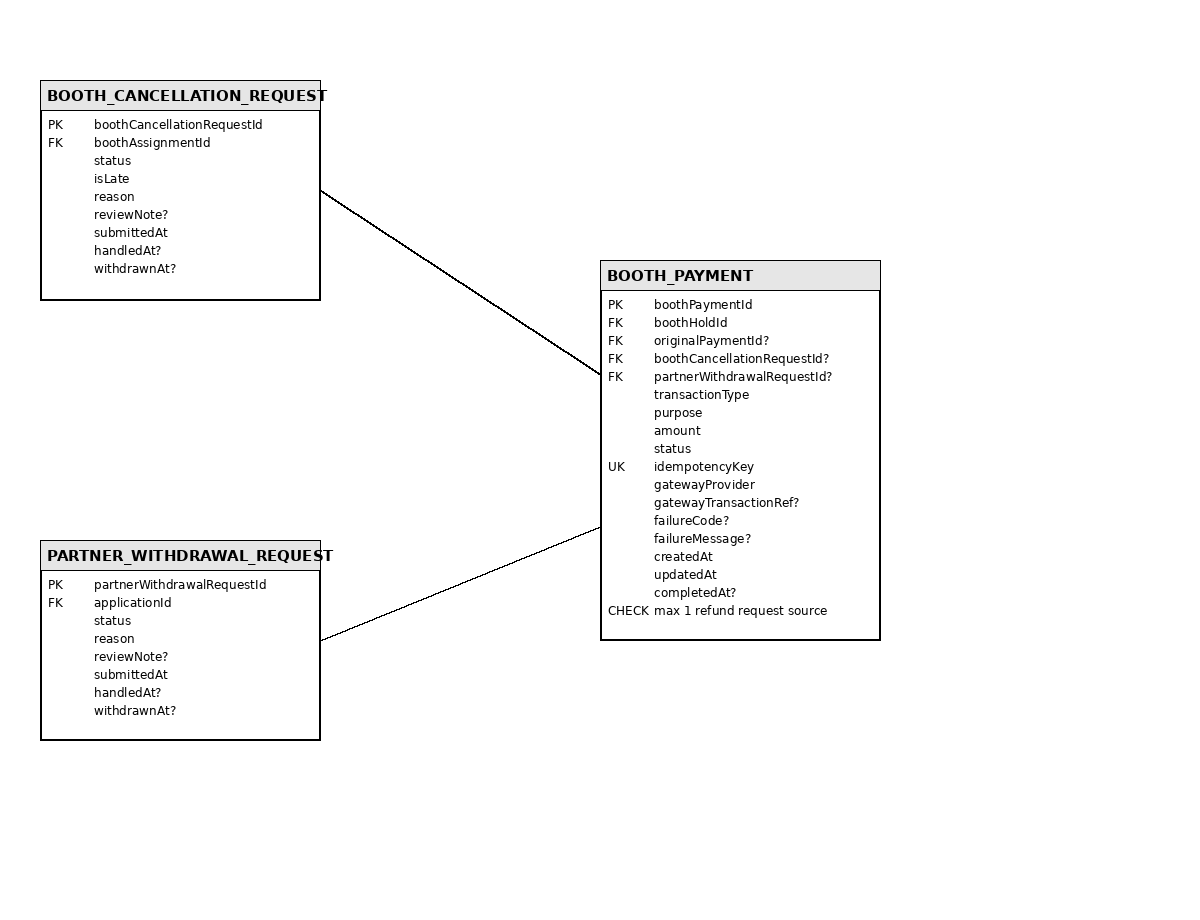 BOOTH_CANCELLATION_REQUEST
PK boothCancellationRequestId
FK boothAssignmentId
status
isLate
reason
reviewNote?
submittedAt
handledAt?
withdrawnAt?
BOOTH_PAYMENT
PK boothPaymentId
FK boothHoldId
FK originalPaymentId?
FK boothCancellationRequestId?
FK partnerWithdrawalRequestId?
transactionType
purpose
amount
status
UK idempotencyKey
gatewayProvider
gatewayTransactionRef?
failureCode?
failureMessage?
createdAt
updatedAt
completedAt?
CHECK max 1 refund request source
PARTNER_WITHDRAWAL_REQUEST
PK partnerWithdrawalRequestId
FK applicationId
status
reason
reviewNote?
submittedAt
handledAt?
withdrawnAt?